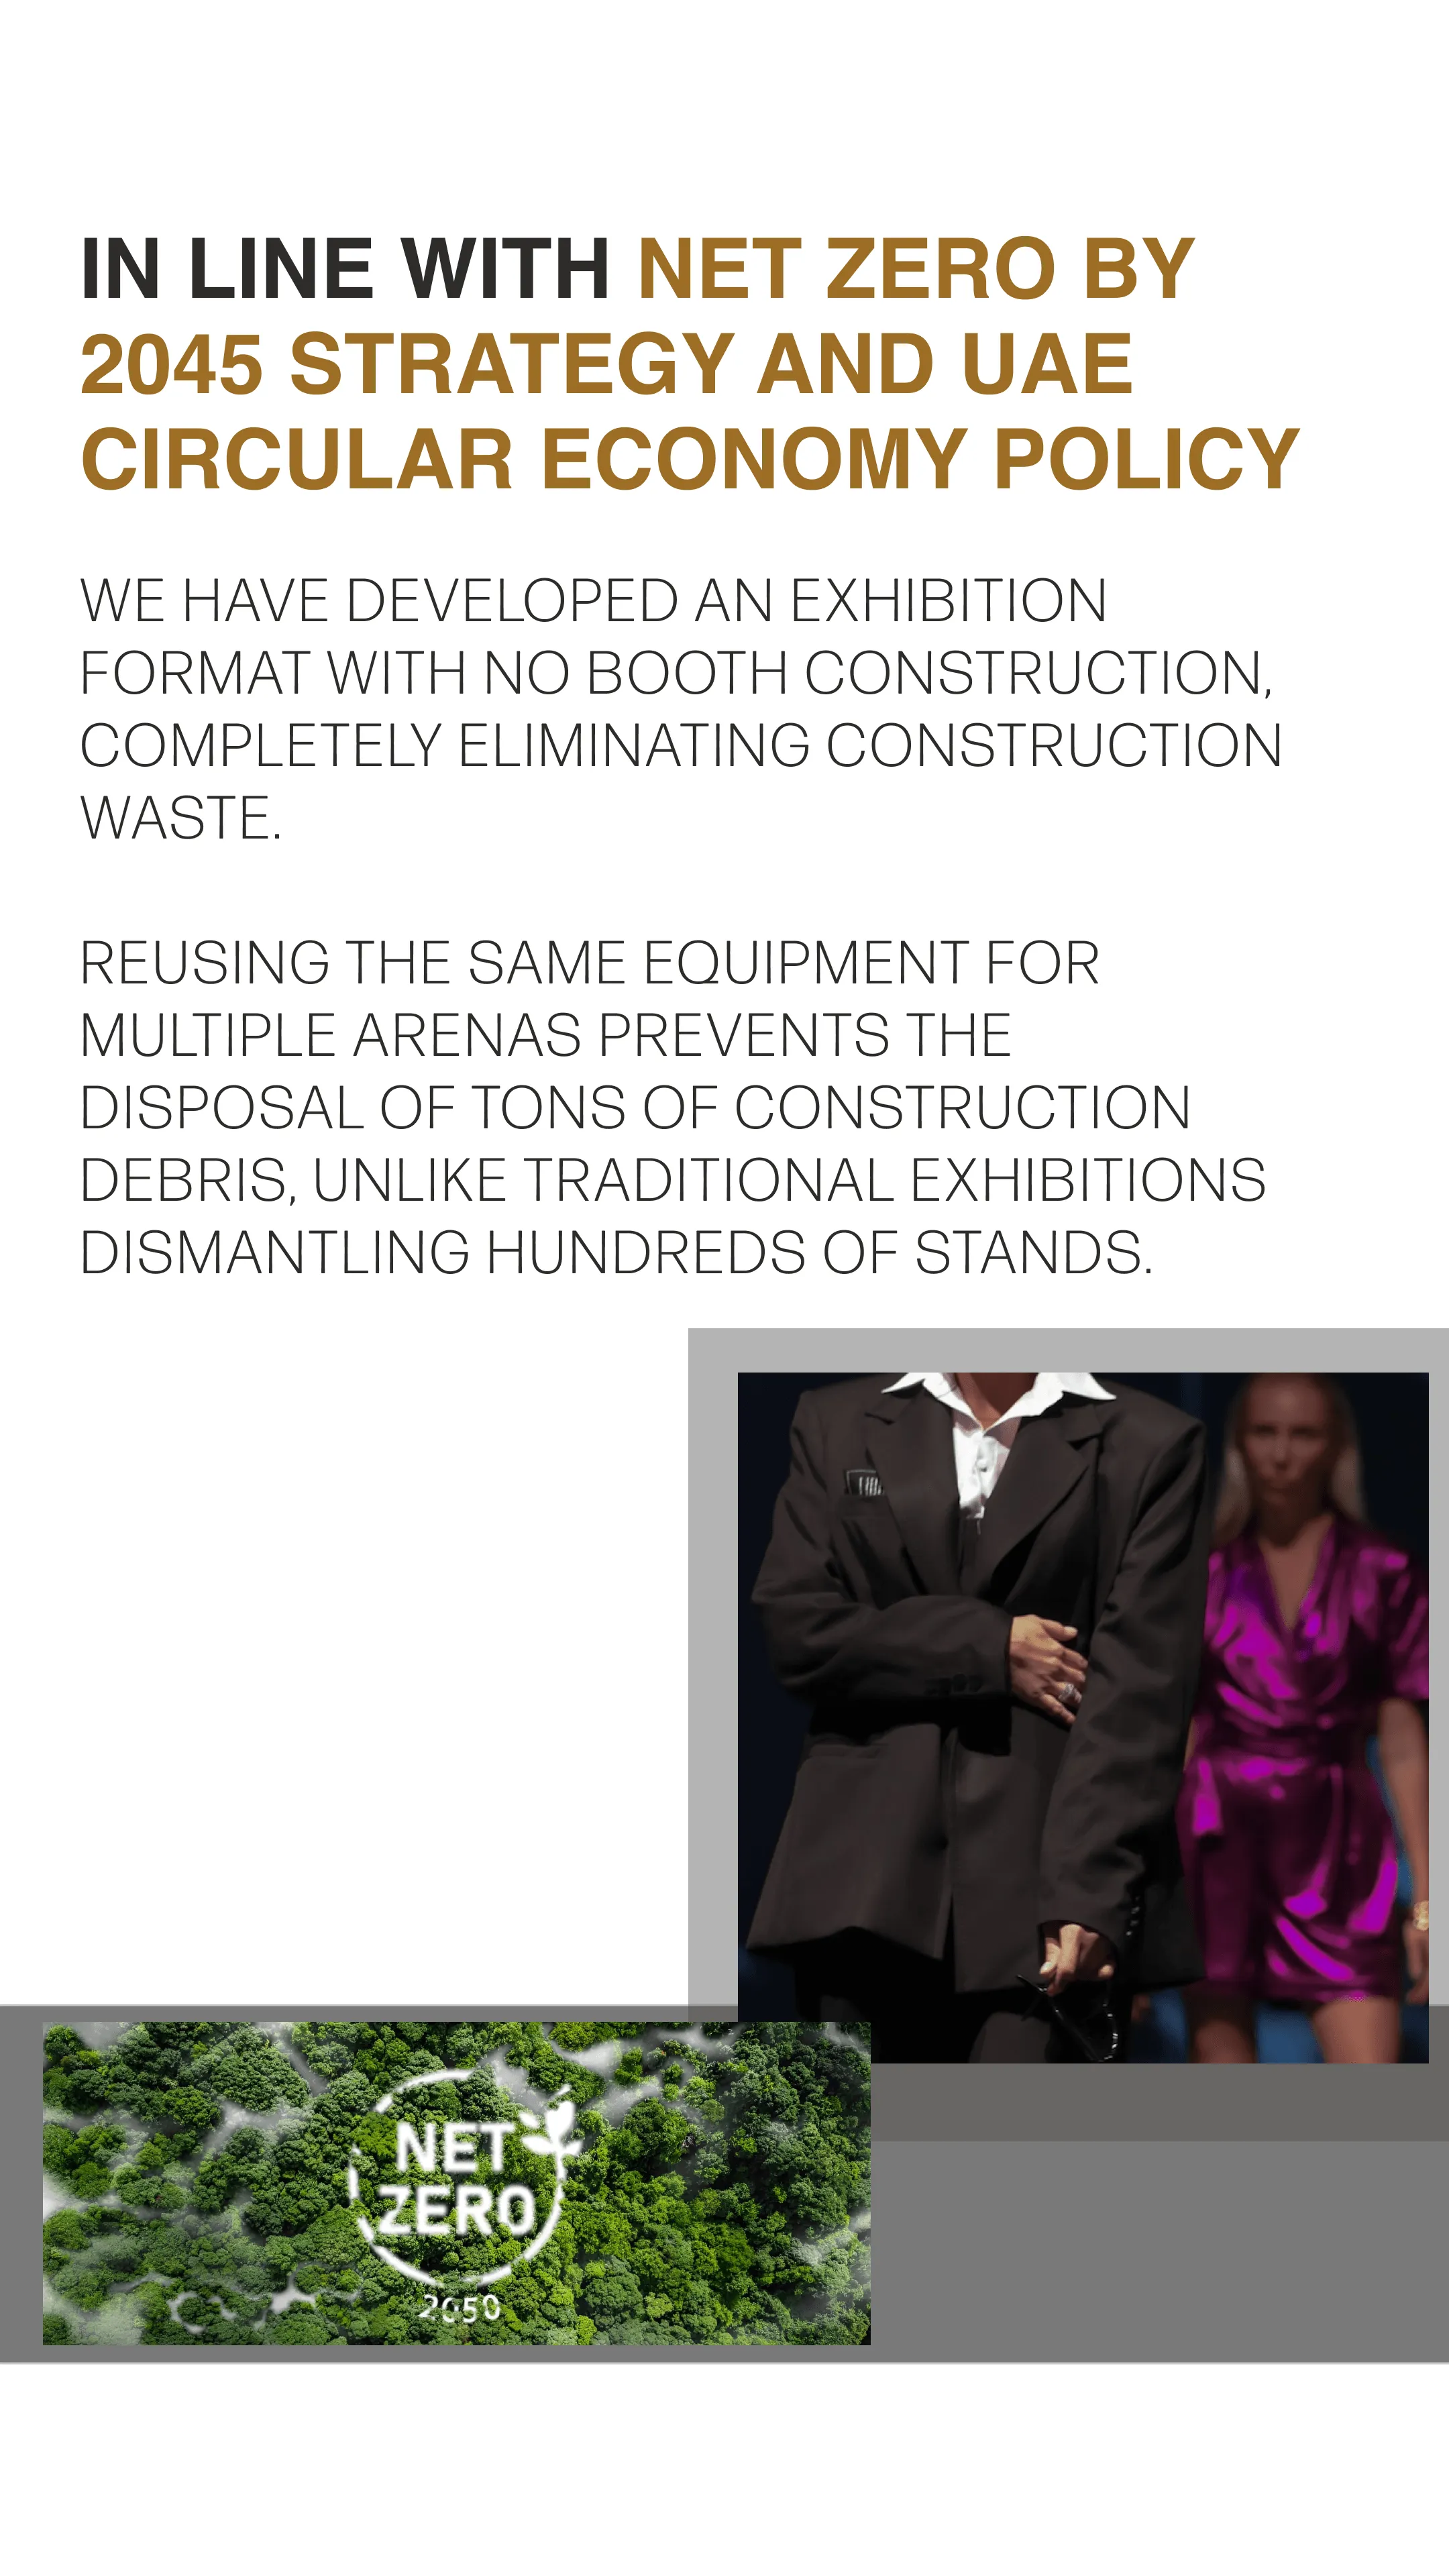 IN LINE WITH NET ZERO BY
2045 STRATEGY AND UAE
CIRCULAR ECONOMY POLICY
WE HAVE DEVELOPED AN EXHIBITION
FORMAT WITH NO BOOTH CONSTRUCTION,
COMPLETELY ELIMINATING CONSTRUCTION
WASTE.
REUSING THE SAME EQUIPMENT FOR
MULTIPLE ARENAS PREVENTS THE
DISPOSAL OF TONS OF CONSTRUCTION
DEBRIS, UNLIKE TRADITIONAL EXHIBITIONS
DISMANTLING HUNDREDS OF STANDS.
NET
ZERO
2050